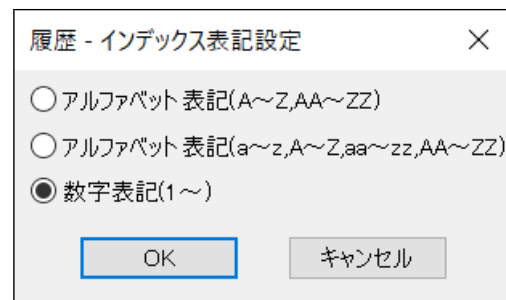 履歴 - インデックス表記設定
アルファベット表記(A～Z,AA～ZZ)
アルファベット表記(a～z,A～Z,aa～zz,AA～ZZ)
数字表記(1～)
OK キャンセル